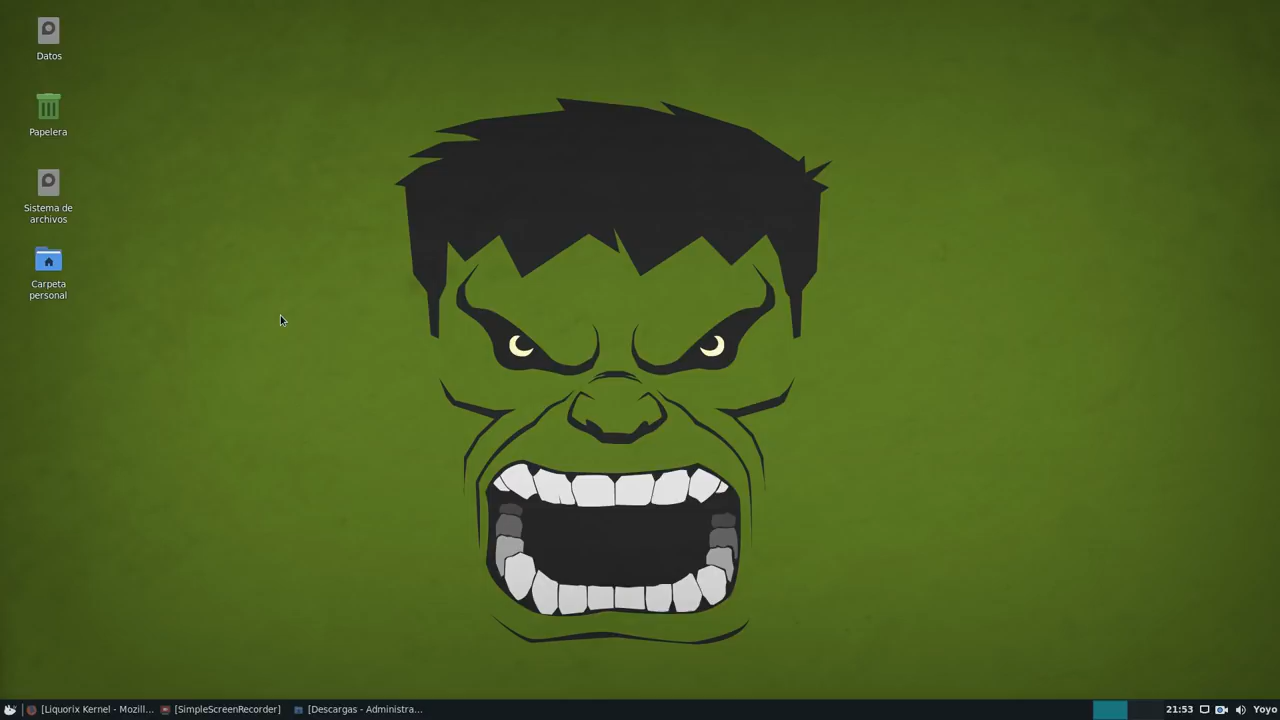 Datos
Papelera
Sistema de
archivos
Carpeta
personal
[Liquorix Kernel - Mozill... [SimpleScreenRecorder] [Descargas - Administra... 21:53 Yoyo